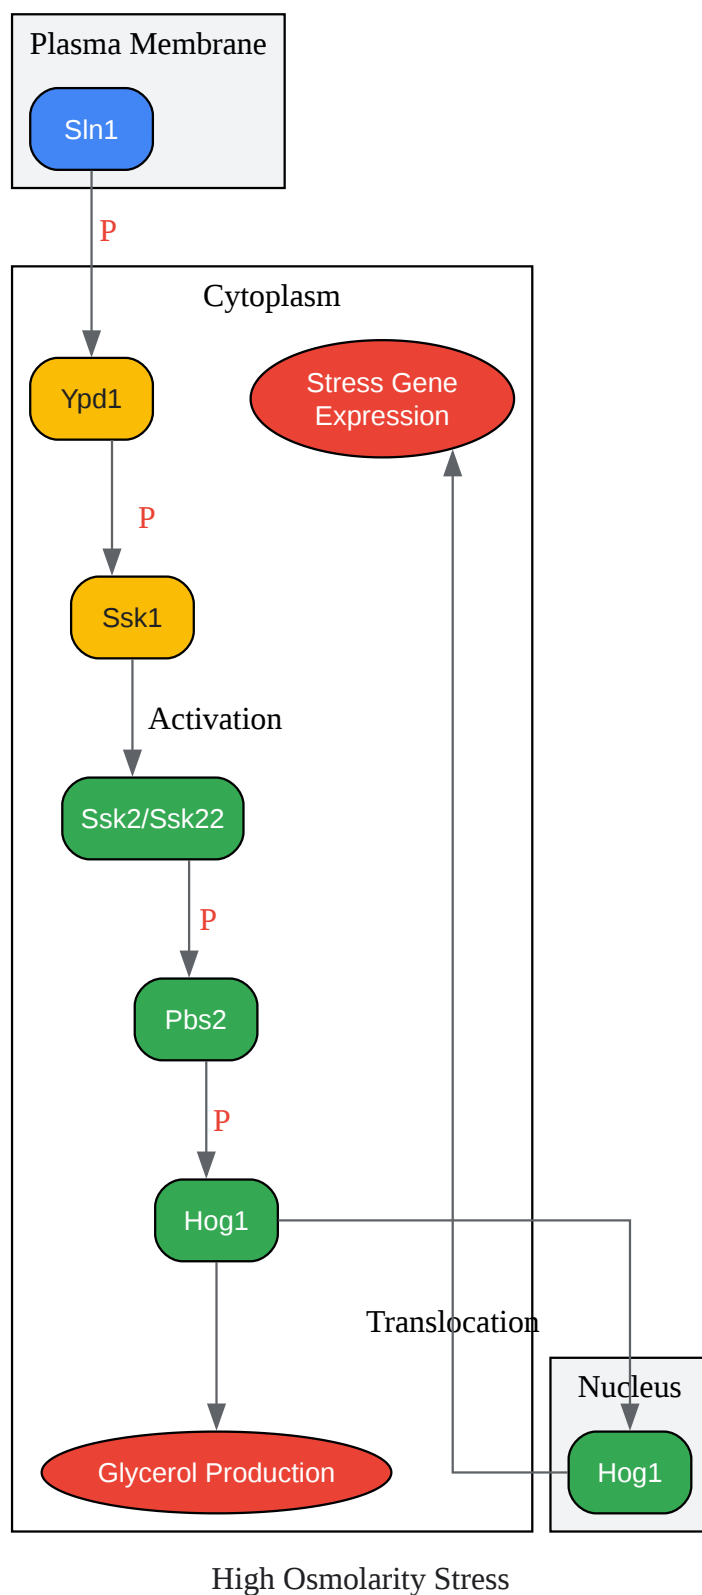 Plasma Membrane
Sln1
P
Cytoplasm
Stress Gene
Expression
Ypd1
P
Ssk1
Activation
Ssk2/Ssk22
P
Pbs2
P
Hog1
Translocation
Nucleus
Glycerol Production
Hog1
High Osmolarity Stress